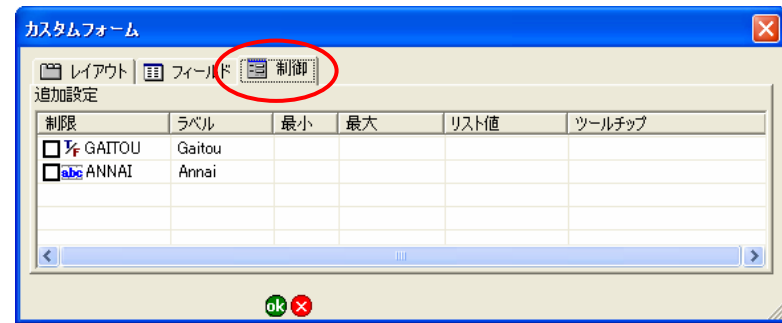 カスタムフォーム
レイアウト フィールド 制御
追加設定
制限 ラベル 最小 最大 リスト値 ツールチップ
T/F GAITOU Gaitou
abc ANNAI Annai
ok